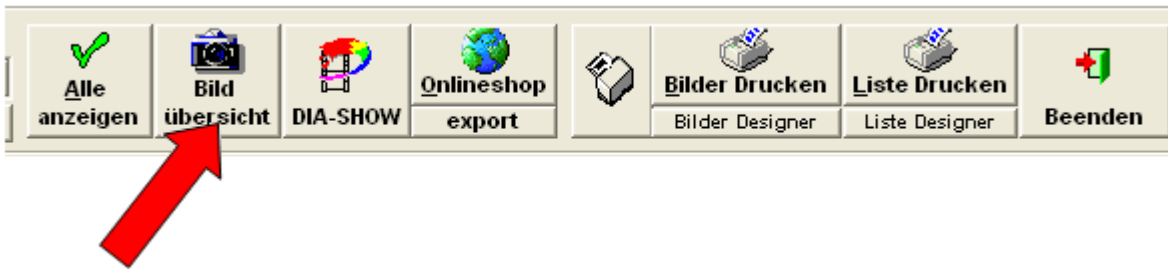 Alle
anzeigen
Bild
übersicht
DIA-SHOW
Onlineshop
export
Bilder Drucken
Bilder Designer
Liste Drucken
Liste Designer
Beenden